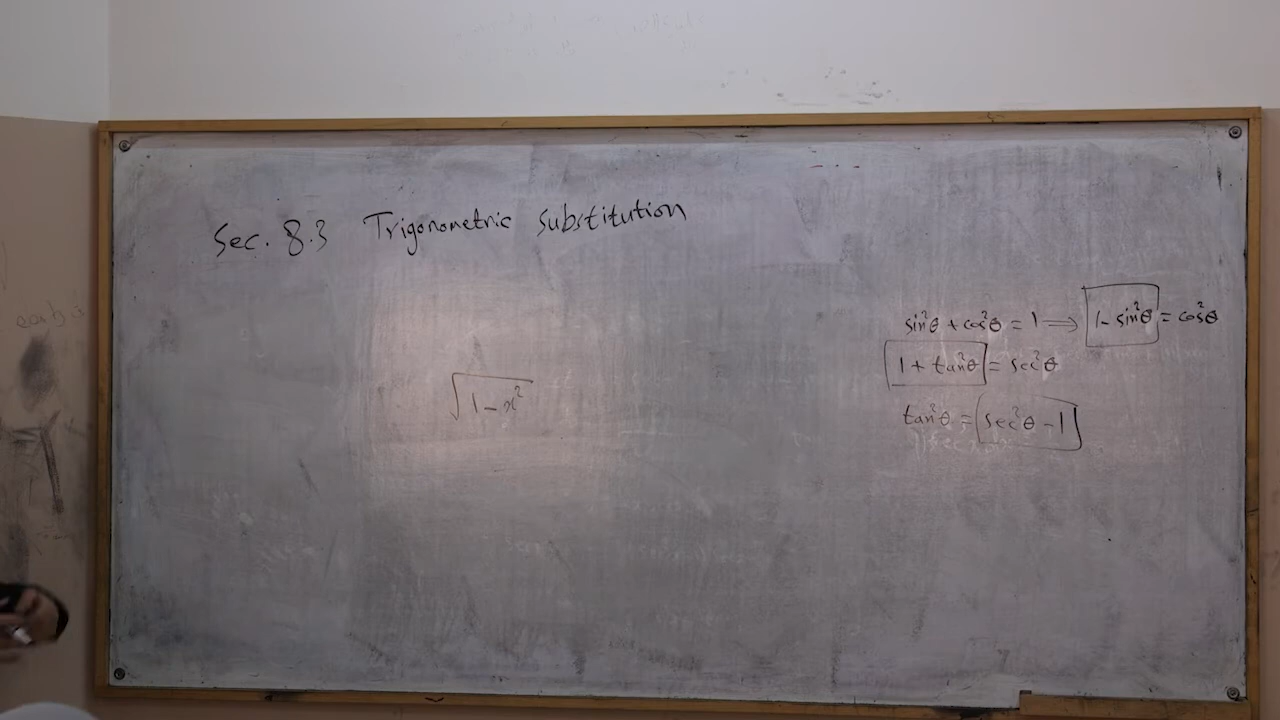 Sec. 8.3 Trigonometric Substitution
√1-x²
sin²θ + cos²θ = 1 ⟹ 1- sin²θ = cos²θ
1 + tan²θ = sec²θ
tan²θ = sec²θ - 1